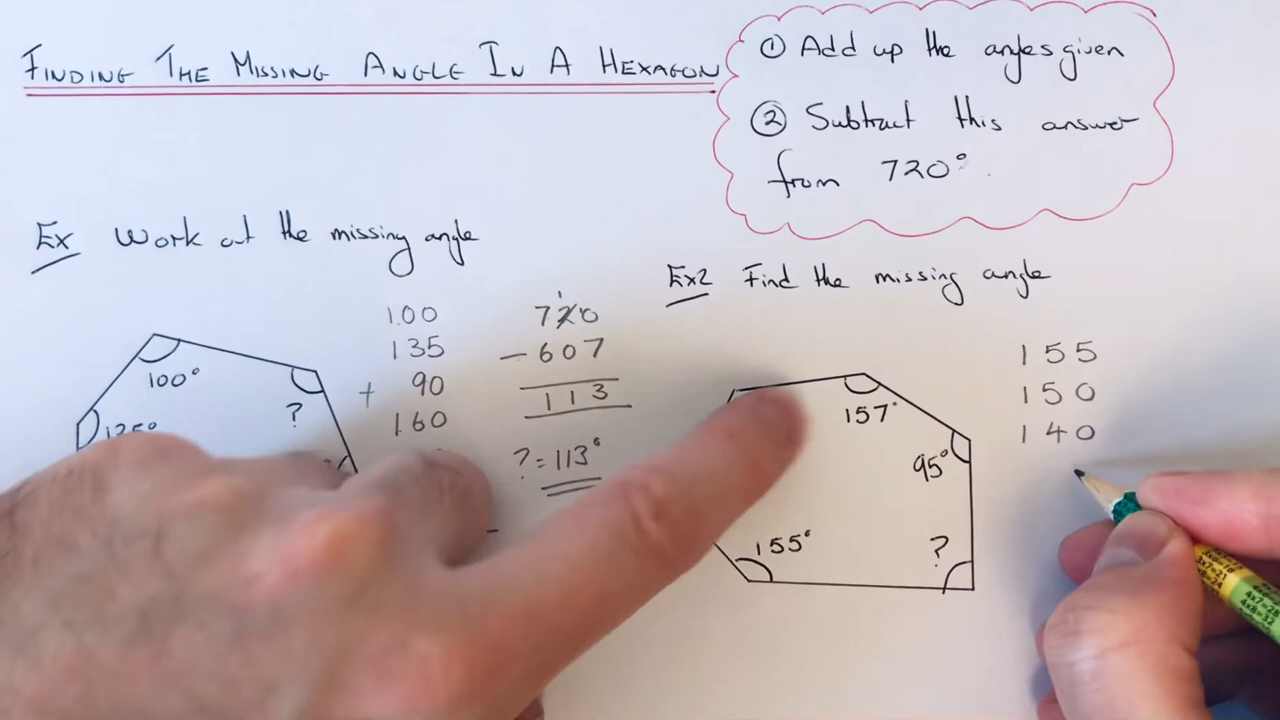 FINDING THE MISSING ANGLE IN A HEXAGON
① Add up the angles given
② Subtract this answer
from 720°.
Ex Work out the missing angle
100
135
+ 90
160
720
- 607
113
? = 113°
100°
?
Ex2 Find the missing angle
157°
95°
155°
?
155
150
140